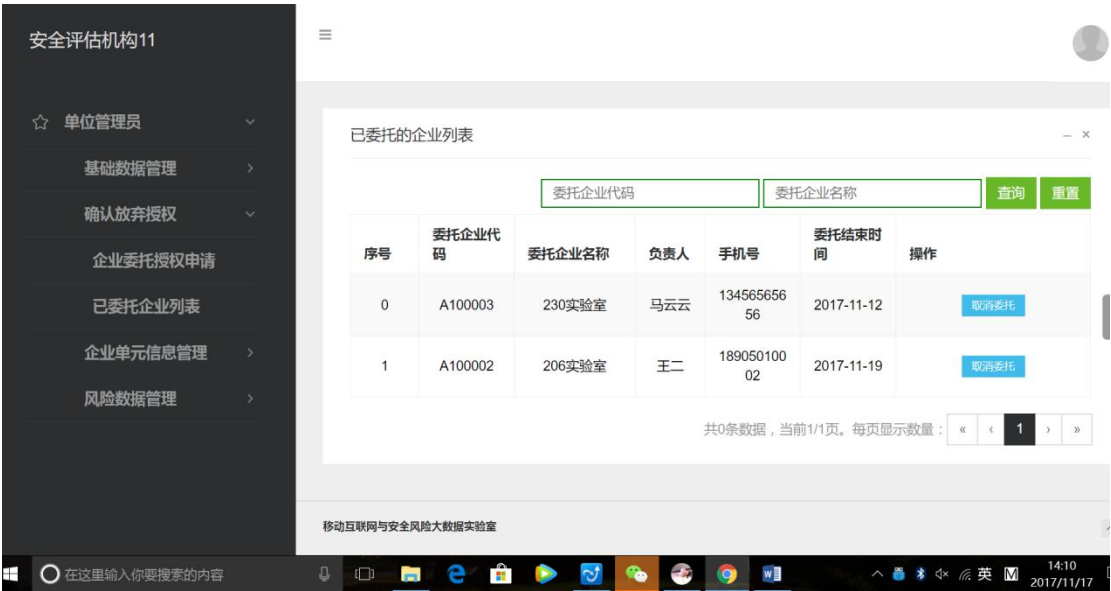 安全评估机构11
单位管理员
基础数据管理
确认放弃授权
企业委托授权申请
已委托企业列表
企业单元信息管理
风险数据管理
已委托的企业列表
委托企业代码 委托企业名称 查询 重置
序号 委托企业代码 委托企业名称 负责人 手机号 委托结束时间 操作
0 A100003 230实验室 马云云 13456565656 2017-11-12 取消委托
1 A100002 206实验室 王二 18905010002 2017-11-19 取消委托
共0条数据，当前1/1页。每页显示数量： « ‹ 1 › »
移动互联网与安全风险大数据实验室
在这里输入你要搜索的内容
英 M 14:10
2017/11/17